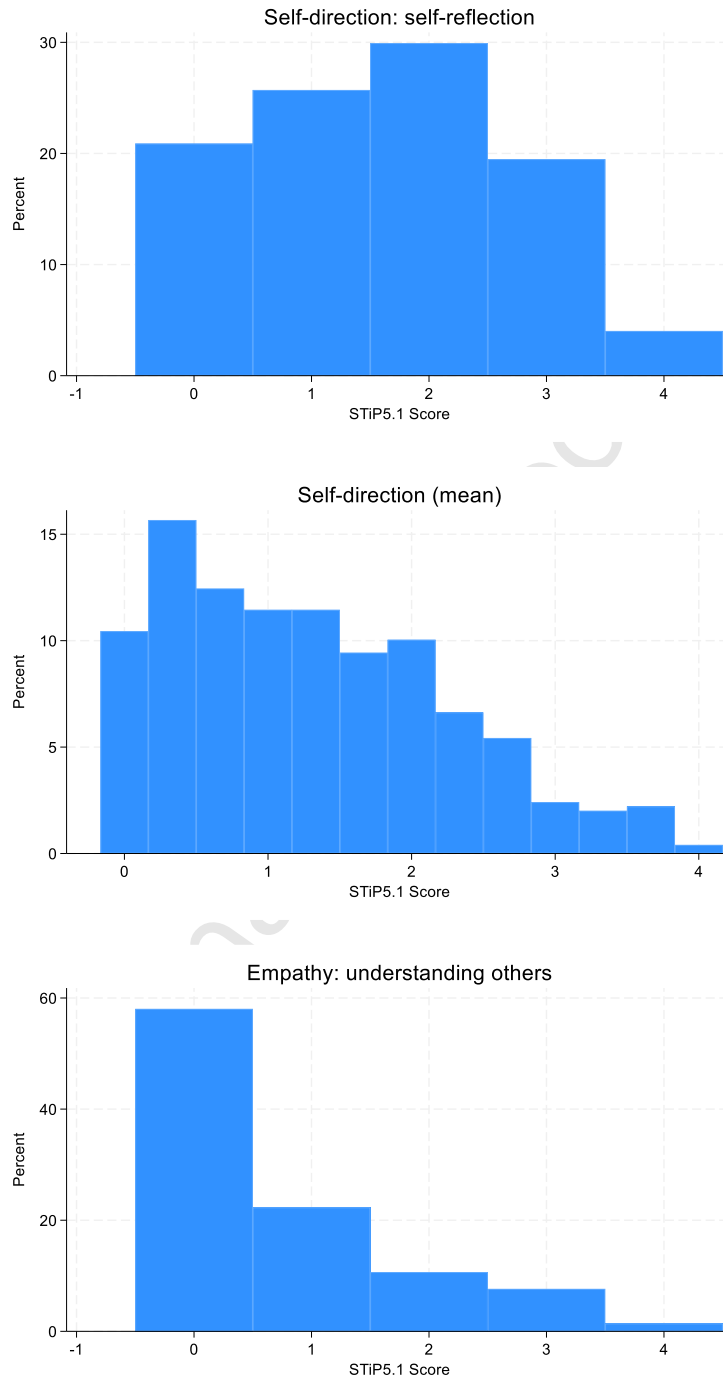 Self-direction: self-reflection
30
20
10
0
Percent
-1 0 1 2 3 4
STiP5.1 Score
Self-direction (mean)
15
10
5
0
Percent
0 1 2 3 4
STiP5.1 Score
Empathy: understanding others
60
40
20
0
Percent
-1 0 1 2 3 4
STiP5.1 Score